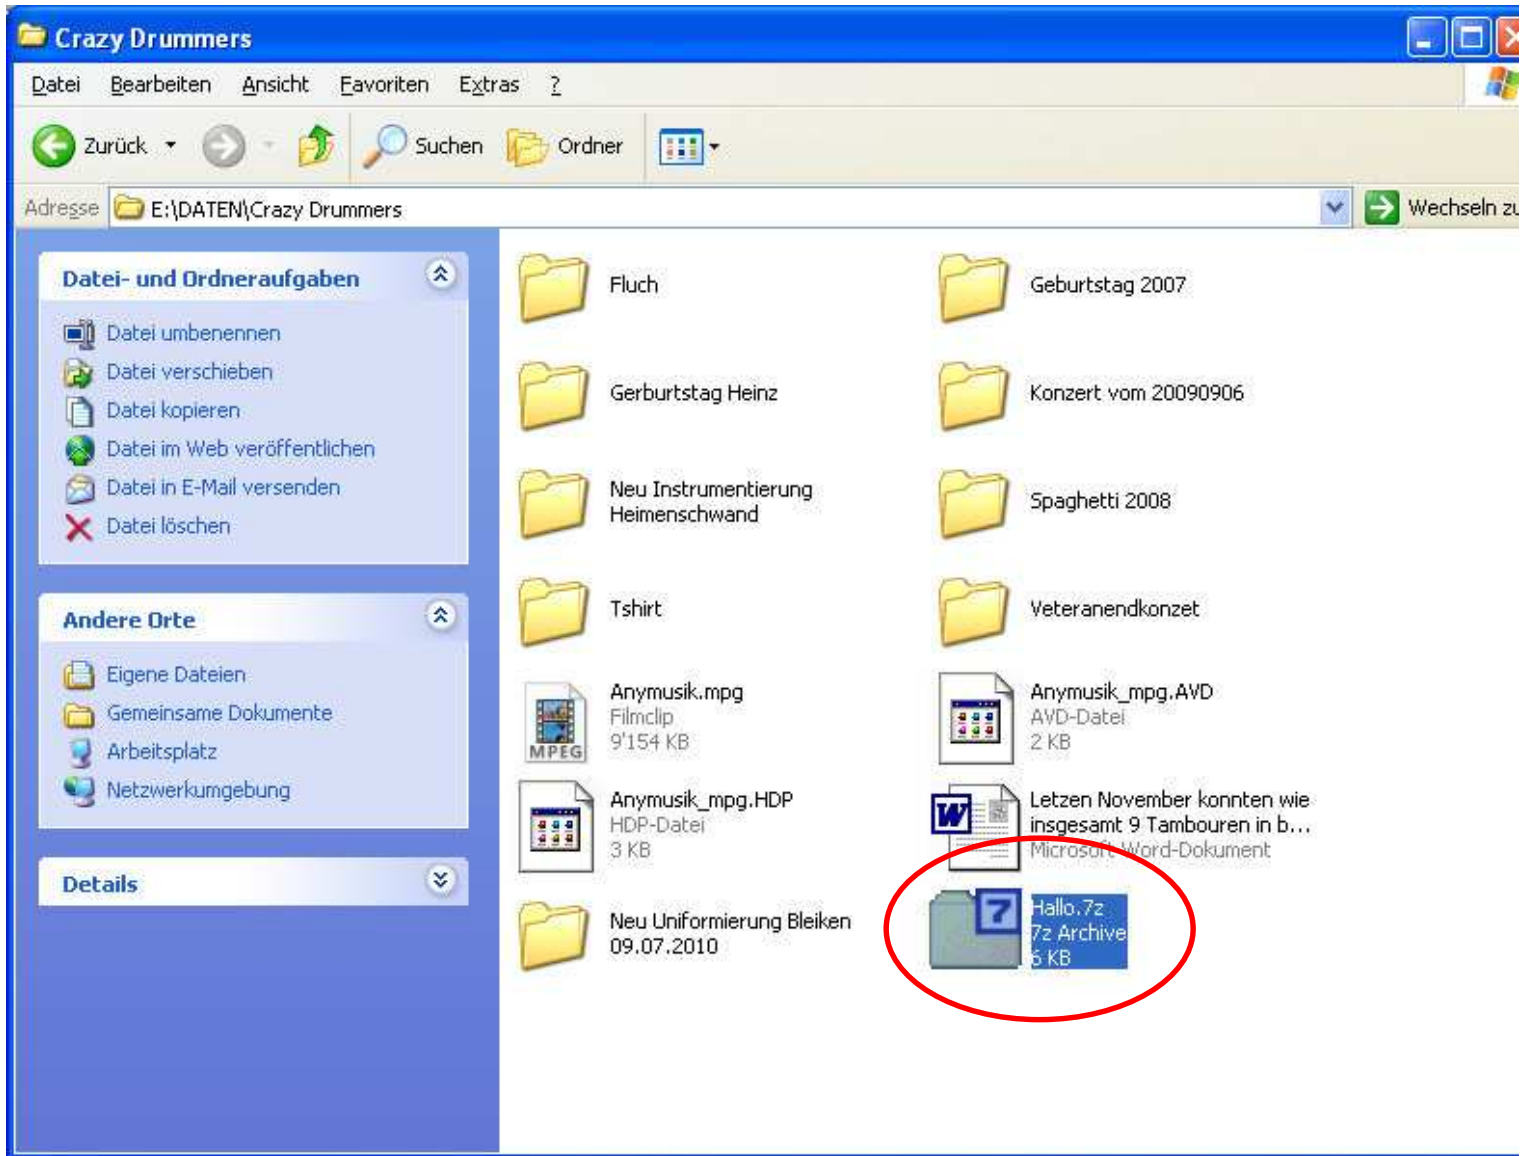 Crazy Drummers
Datei Bearbeiten Ansicht Favoriten Extras ?
Zurück Suchen Ordner
Adresse E:\DATEN\Crazy Drummers Wechseln zu
Datei- und Ordneraufgaben
Datei umbenennen
Datei verschieben
Datei kopieren
Datei im Web veröffentlichen
Datei in E-Mail versenden
Datei löschen
Andere Orte
Eigene Dateien
Gemeinsame Dokumente
Arbeitsplatz
Netzwerkumgebung
Details
Fluch
Geburtstag 2007
Gerburtstag Heinz
Konzert vom 20090906
Neu Instrumentierung
Heimenschwand
Spaghetti 2008
Tshirt
Veteranendkonzet
MPEG
Anymusik.mpg
Filmclip
9'154 KB
Anymusik_mpg.AVD
AVD-Datei
2 KB
Anymusik_mpg.HDP
HDP-Datei
3 KB
W
Letzen November konnten wie
insgesamt 9 Tambouren in b...
Microsoft Word-Dokument
Neu Uniformierung Bleiken
09.07.2010
7
Hallo.7z
7z Archive
6 KB